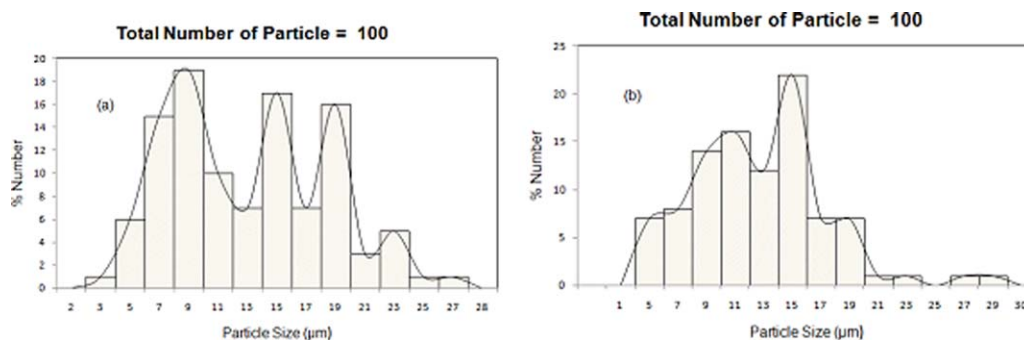 Total Number of Particle = 100
20
18
16
14
12
10
8
6
4
2
0
% Number
(a)
2 3 5 7 9 11 13 15 17 19 21 23 25 27 28
Particle Size (µm)
Total Number of Particle = 100
25
20
15
10
5
0
% Number
(b)
1 5 7 9 11 13 15 17 19 21 23 25 27 29 30
Particle Size (µm)